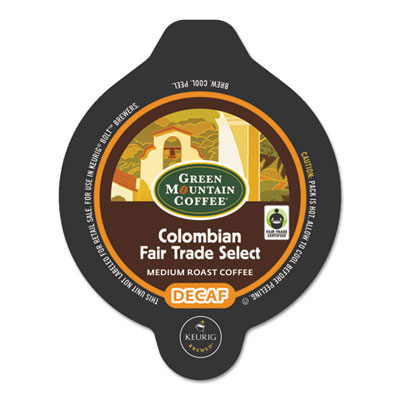 BREW. COOL. PEEL.
THIS UNIT NOT LABELED FOR RETAIL SALE. FOR USE IN KEURIG® BOLT™ BREWERS.
CAUTION: PACK IS HOT, ALLOW TO COOL BEFORE PEELING
GREEN
MOUNTAIN
COFFEE®
FAIR TRADE
CERTIFIED
Colombian
Fair Trade Select
MEDIUM ROAST COFFEE
DECAF
KEURIG
BREWED®